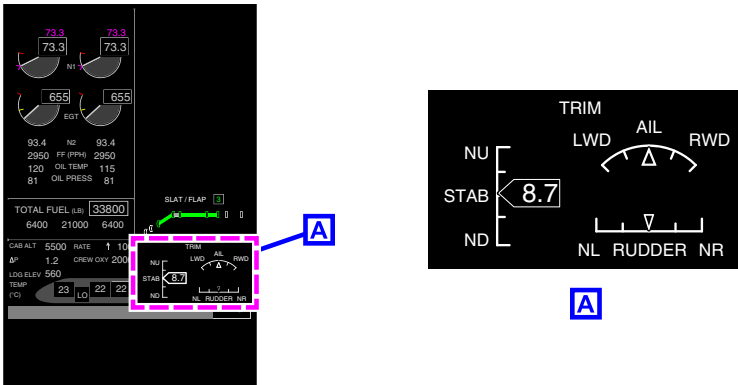 73.3 73.3
73.3 73.3
N1
655 655
EGT
93.4 N2 93.4
2950 FF (PPH) 2950
120 OIL TEMP 115
81 OIL PRESS 81
TOTAL FUEL (LB) 33800
6400 21000 6400
SLAT / FLAP 3
CAB ALT 5500 RATE ↑ 10
ΔP 1.2 CREW OXY 200
LDG ELEV 560
TEMP
(°C) 23 LO 22 22
TRIM
LWD AIL RWD
NU
STAB 8.7
ND
NL RUDDER NR
A
TRIM
LWD AIL RWD
NU
STAB 8.7
ND
NL RUDDER NR
A